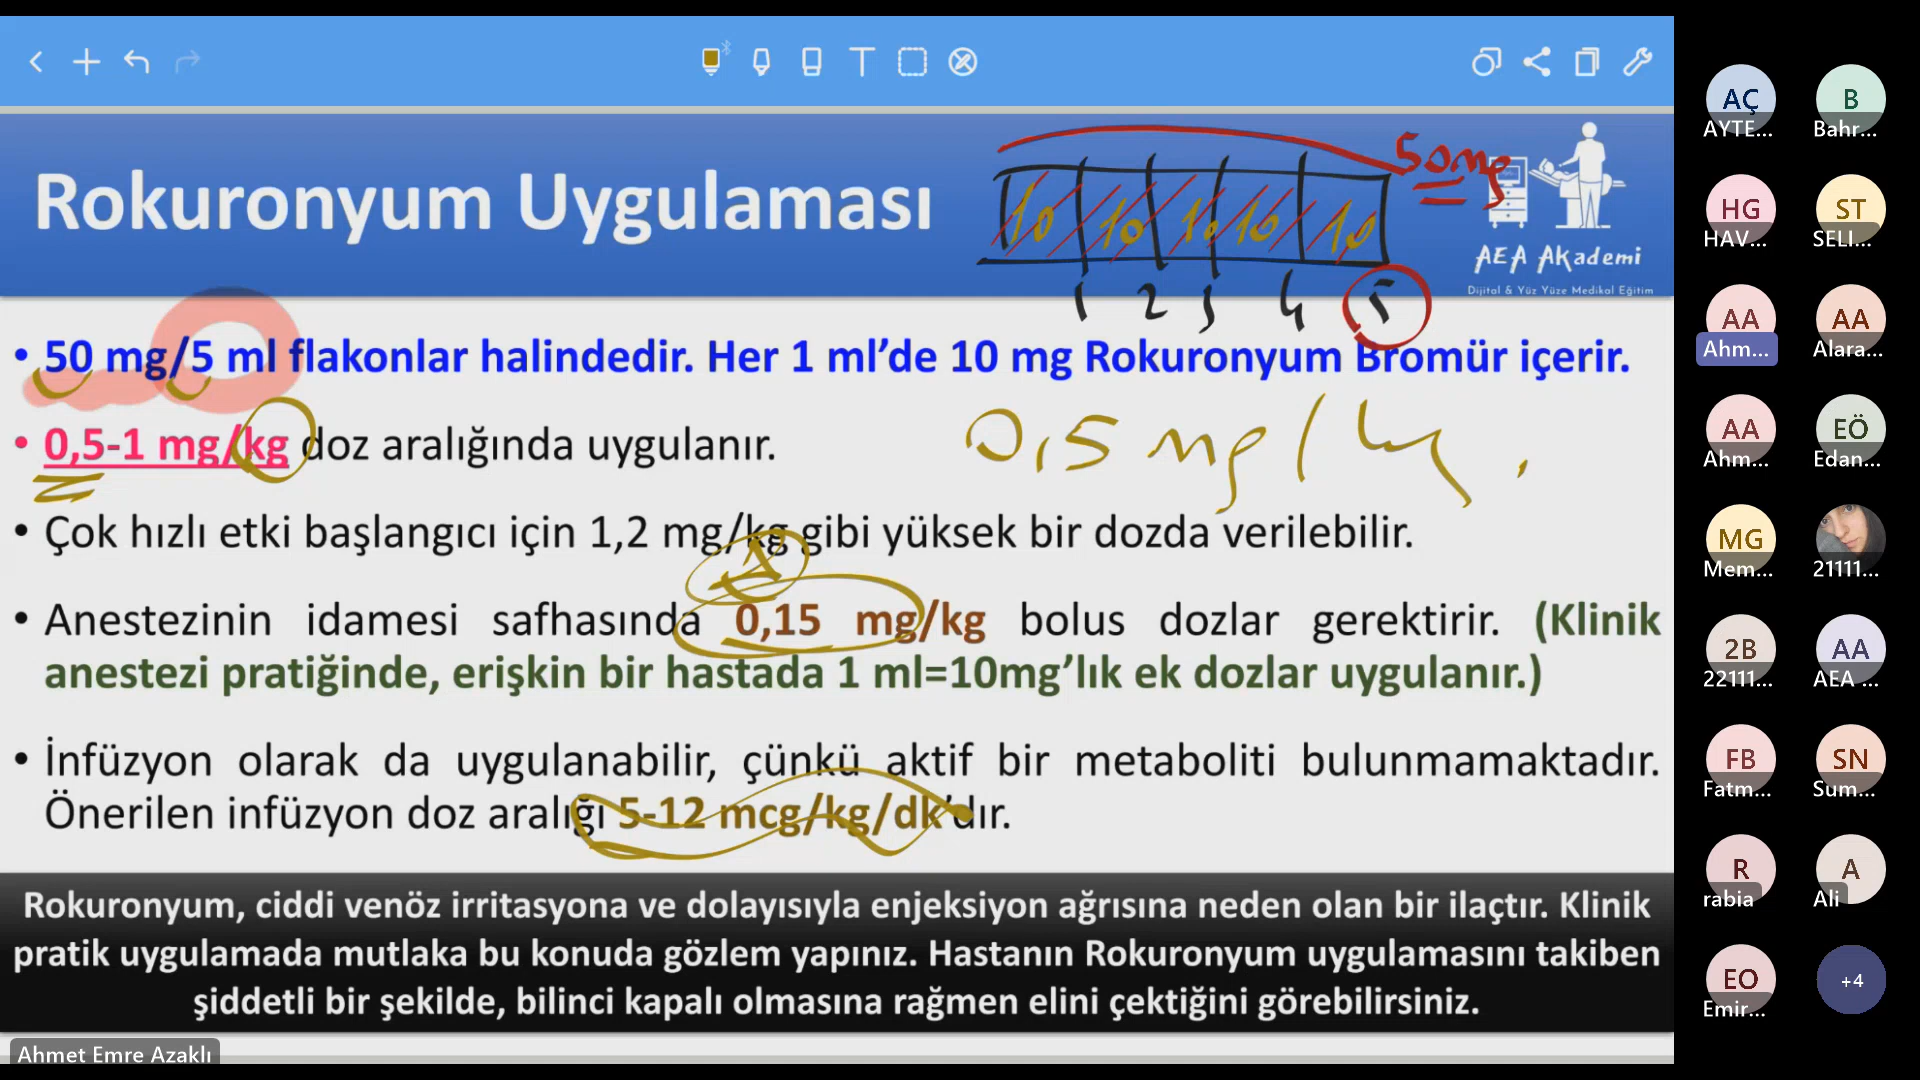 50mg
Rokuronyum Uygulaması
10 10 10 10 10
AEA AKademi
Dijital & Yüz Yüze Medikal Eğitim
1 2 3 4 5
• 50 mg/5 ml flakonlar halindedir. Her 1 ml’de 10 mg Rokuronyum Bromür içerir.
• 0,5-1 mg/kg doz aralığında uygulanır.
0,5 mg/kg
• Çok hızlı etki başlangıcı için 1,2 mg/kg gibi yüksek bir dozda verilebilir.
• Anestezinin idamesi safhasında 0,15 mg/kg bolus dozlar gerektirir. (Klinik
anestezi pratiğinde, erişkin bir hastada 1 ml=10mg’lık ek dozlar uygulanır.)
• İnfüzyon olarak da uygulanabilir, çünkü aktif bir metaboliti bulunmamaktadır.
Önerilen infüzyon doz aralığı 5-12 mcg/kg/dk’dır.
Rokuronyum, ciddi venöz irritasyona ve dolayısıyla enjeksiyon ağrısına neden olan bir ilaçtır. Klinik
pratik uygulamada mutlaka bu konuda gözlem yapınız. Hastanın Rokuronyum uygulamasını takiben
şiddetli bir şekilde, bilinci kapalı olmasına rağmen elini çektiğini görebilirsiniz.
Ahmet Emre Azaklı
AÇ B
AYTE... Bahr...
HG ST
HAV... SELI...
AA AA
Ahm... Alara...
AA EÖ
Ahm... Edan...
MG
Mem... 21111...
2B AA
22111... AEA ...
FB SN
Fatm... Sum...
R A
rabia Ali
EO +4
Emir...